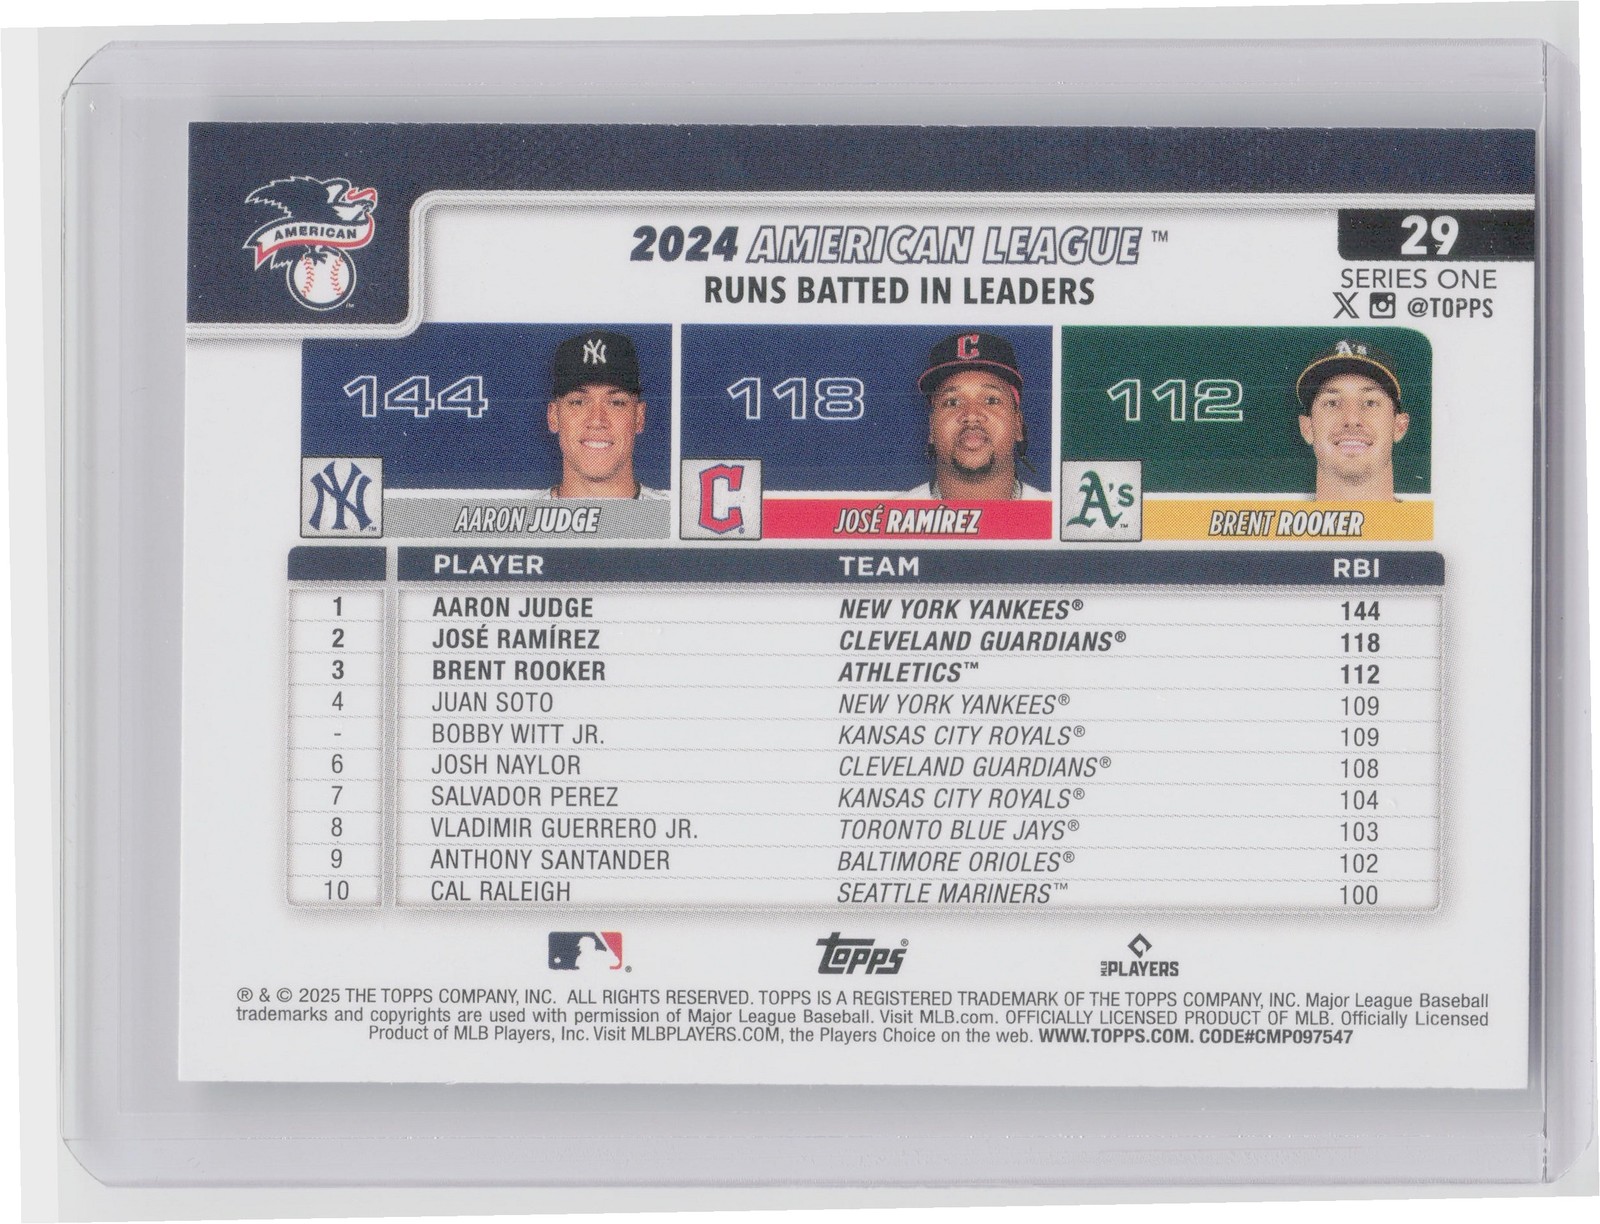 AMERICAN
™
2024 AMERICAN LEAGUE™
RUNS BATTED IN LEADERS
29
SERIES ONE
X @TOPPS
144
NY
NY
™
AARON JUDGE
118
C
C
®
JOSÉ RAMÍREZ
112
A's
A's
™
BRENT ROOKER
PLAYER TEAM RBI
1 AARON JUDGE NEW YORK YANKEES® 144
2 JOSÉ RAMÍREZ CLEVELAND GUARDIANS® 118
3 BRENT ROOKER ATHLETICS™ 112
4 JUAN SOTO NEW YORK YANKEES® 109
- BOBBY WITT JR. KANSAS CITY ROYALS® 109
6 JOSH NAYLOR CLEVELAND GUARDIANS® 108
7 SALVADOR PEREZ KANSAS CITY ROYALS® 104
8 VLADIMIR GUERRERO JR. TORONTO BLUE JAYS® 103
9 ANTHONY SANTANDER BALTIMORE ORIOLES® 102
10 CAL RALEIGH SEATTLE MARINERS™ 100
® topps® MLB PLAYERS
® & © 2025 THE TOPPS COMPANY, INC. ALL RIGHTS RESERVED. TOPPS IS A REGISTERED TRADEMARK OF THE TOPPS COMPANY, INC. Major League Baseball
trademarks and copyrights are used with permission of Major League Baseball. Visit MLB.com. OFFICIALLY LICENSED PRODUCT OF MLB. Officially Licensed
Product of MLB Players, Inc. Visit MLBPLAYERS.COM, the Players Choice on the web. WWW.TOPPS.COM. CODE#CMP097547